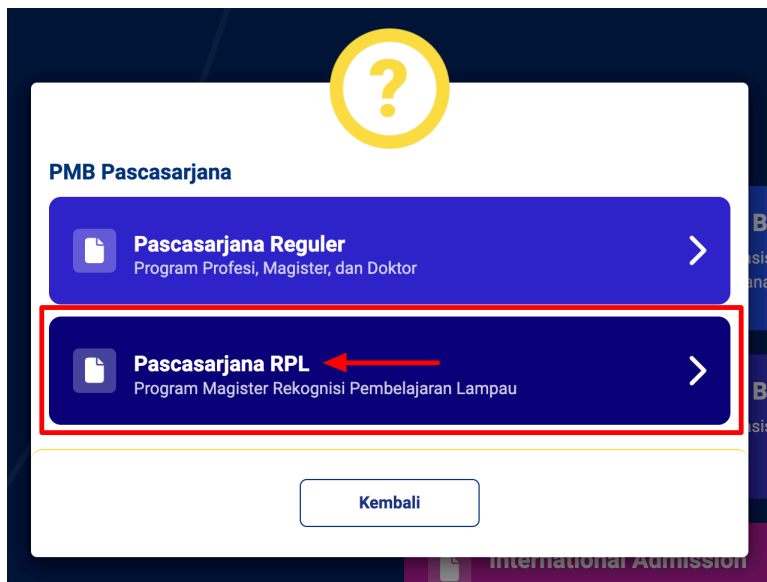 ?
PMB Pascasarjana
Pascasarjana Reguler
Program Profesi, Magister, dan Doktor
Pascasarjana RPL
Program Magister Rekognisi Pembelajaran Lampau
Kembali
International Admission